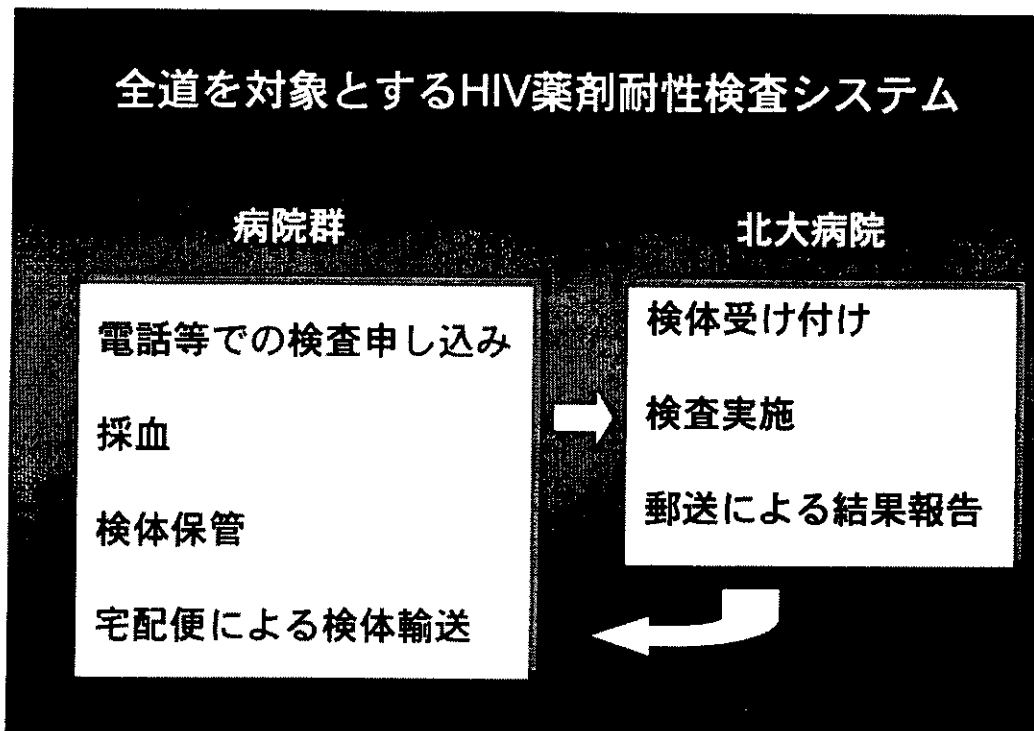 全道を対象とするHIV薬剤耐性検査システム
病院群
電話等での検査申し込み
採血
検体保管
宅配便による検体輸送
北大病院
検体受け付け
検査実施
郵送による結果報告